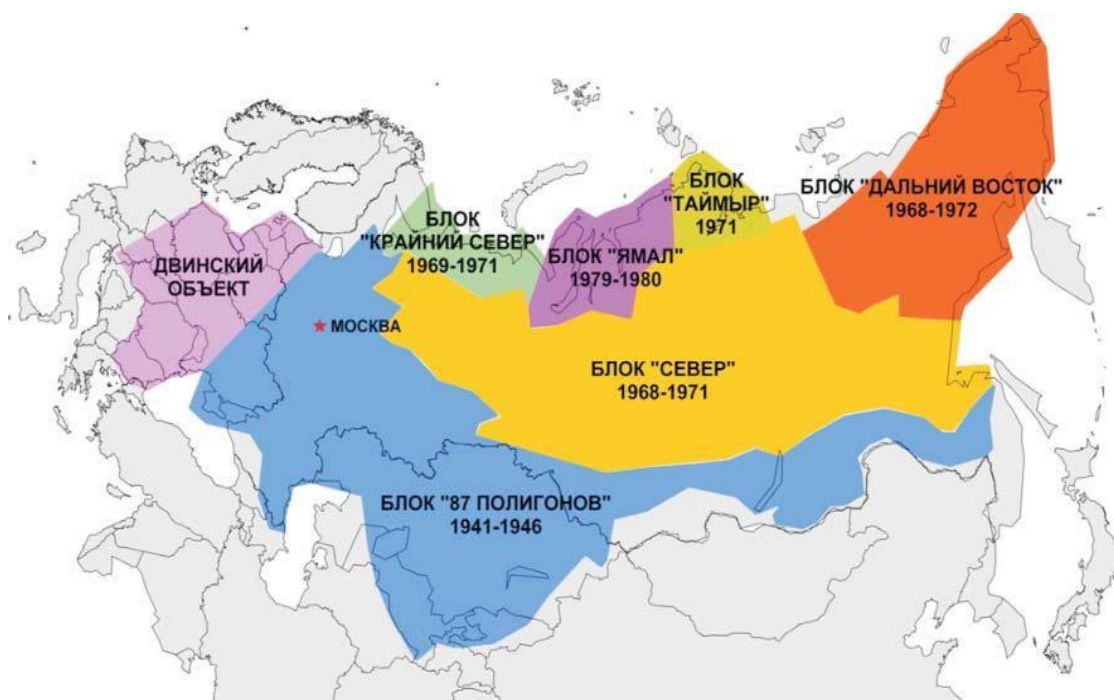 БЛОК
"ТАЙМЫР"
1971
БЛОК "ДАЛЬНИЙ ВОСТОК"
1968-1972
БЛОК
"КРАЙНИЙ СЕВЕР"
1969-1971
БЛОК "ЯМАЛ"
1979-1980
ДВИНСКИЙ
ОБЪЕКТ
МОСКВА
БЛОК "СЕВЕР"
1968-1971
БЛОК "87 ПОЛИГОНОВ"
1941-1946